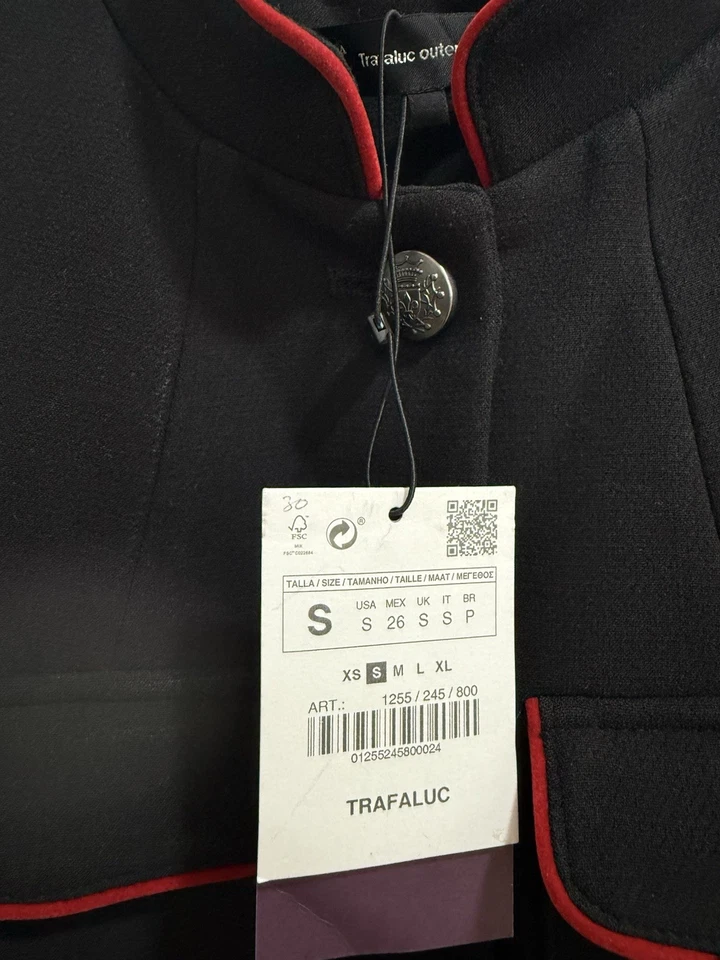 Trafaluc outer
30
FSC
MIX
TALLA / SIZE / TAMANHO / TAILLE / MAAT / ΜΕΓΕΘΟΣ
S
USA MEX UK IT BR
S 26 S S P
XS S M L XL
ART.: 1255 / 245 / 800
01255245800024
TRAFALUC